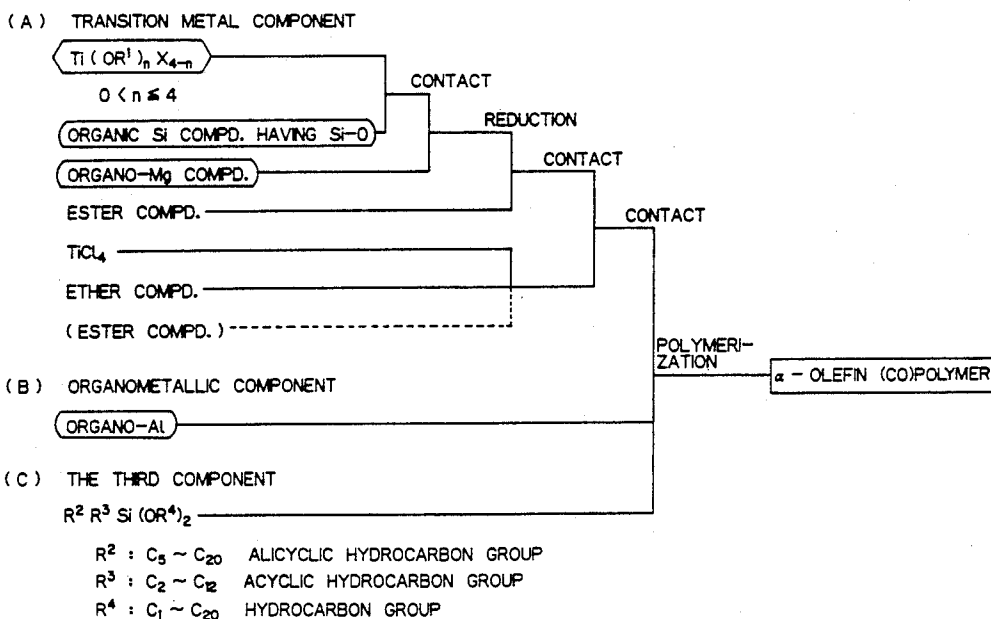 (A) TRANSITION METAL COMPONENT
Ti(OR¹)ₙX₄₋ₙ
CONTACT
0 < n ≦ 4
REDUCTION
ORGANIC Si COMPD. HAVING Si-O
CONTACT
ORGANO-Mg COMPD.
ESTER COMPD.
CONTACT
TiCl₄
ETHER COMPD.
(ESTER COMPD.)
POLYMERI-
ZATION
α - OLEFIN (CO)POLYMER
(B) ORGANOMETALLIC COMPONENT
ORGANO-Al
(C) THE THIRD COMPONENT
R² R³ Si (OR⁴)₂
R² : C₅ ~ C₂₀ ALICYCLIC HYDROCARBON GROUP
R³ : C₂ ~ C₁₂ ACYCLIC HYDROCARBON GROUP
R⁴ : C₁ ~ C₂₀ HYDROCARBON GROUP